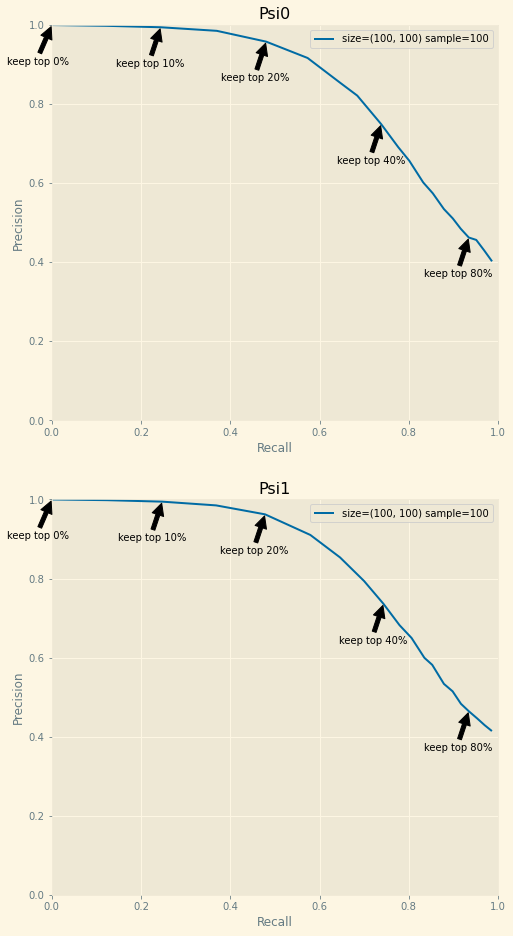 Psi0
1.0
size=(100, 100) sample=100
keep top 0%
keep top 10%
keep top 20%
0.8
keep top 40%
0.6
Precision
0.4
keep top 80%
0.2
0.0
0.0 0.2 0.4 0.6 0.8 1.0
Recall
Psi1
1.0
size=(100, 100) sample=100
keep top 0%
keep top 10%
keep top 20%
0.8
keep top 40%
0.6
Precision
0.4
keep top 80%
0.2
0.0
0.0 0.2 0.4 0.6 0.8 1.0
Recall